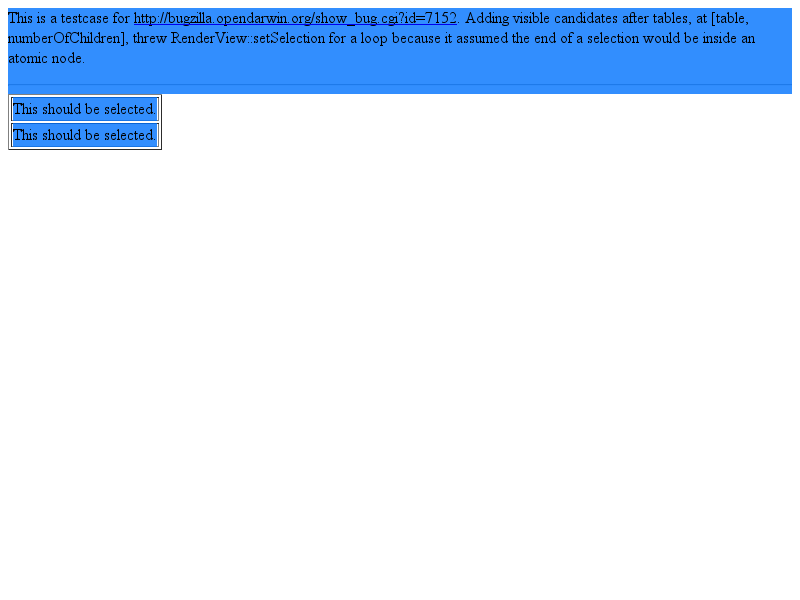 This is a testcase for http://bugzilla.opendarwin.org/show_bug.cgi?id=7152. Adding visible candidates after tables, at [table,
numberOfChildren], threw RenderView::setSelection for a loop because it assumed the end of a selection would be inside an
atomic node.
This should be selected.
This should be selected.